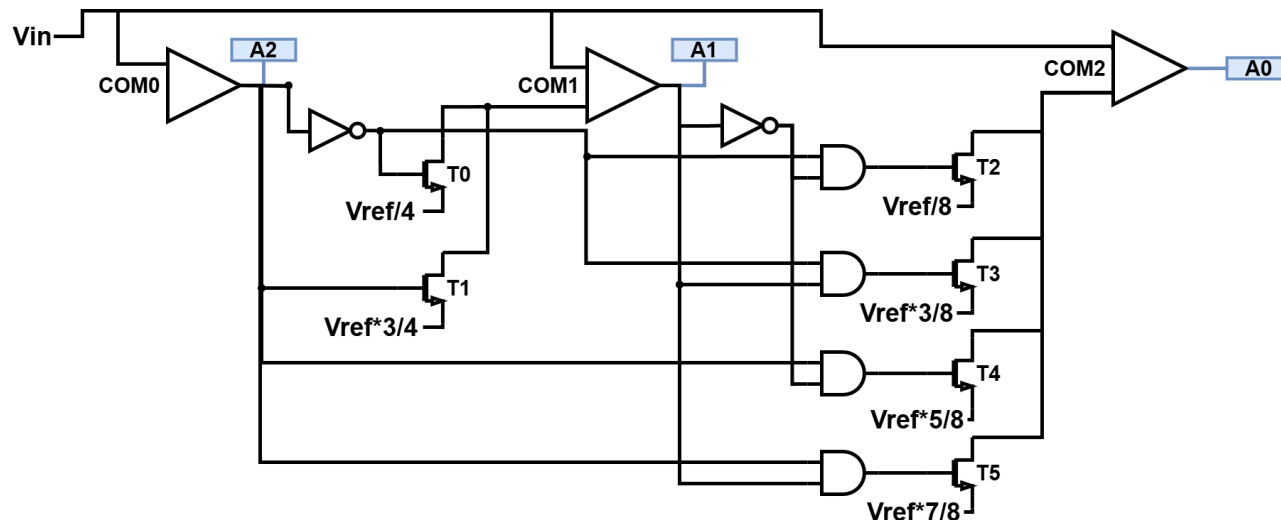 Vin
A2
A1
A0
COM0
COM1
COM2
T0
Vref/4
T1
Vref*3/4
T2
Vref/8
T3
Vref*3/8
T4
Vref*5/8
T5
Vref*7/8